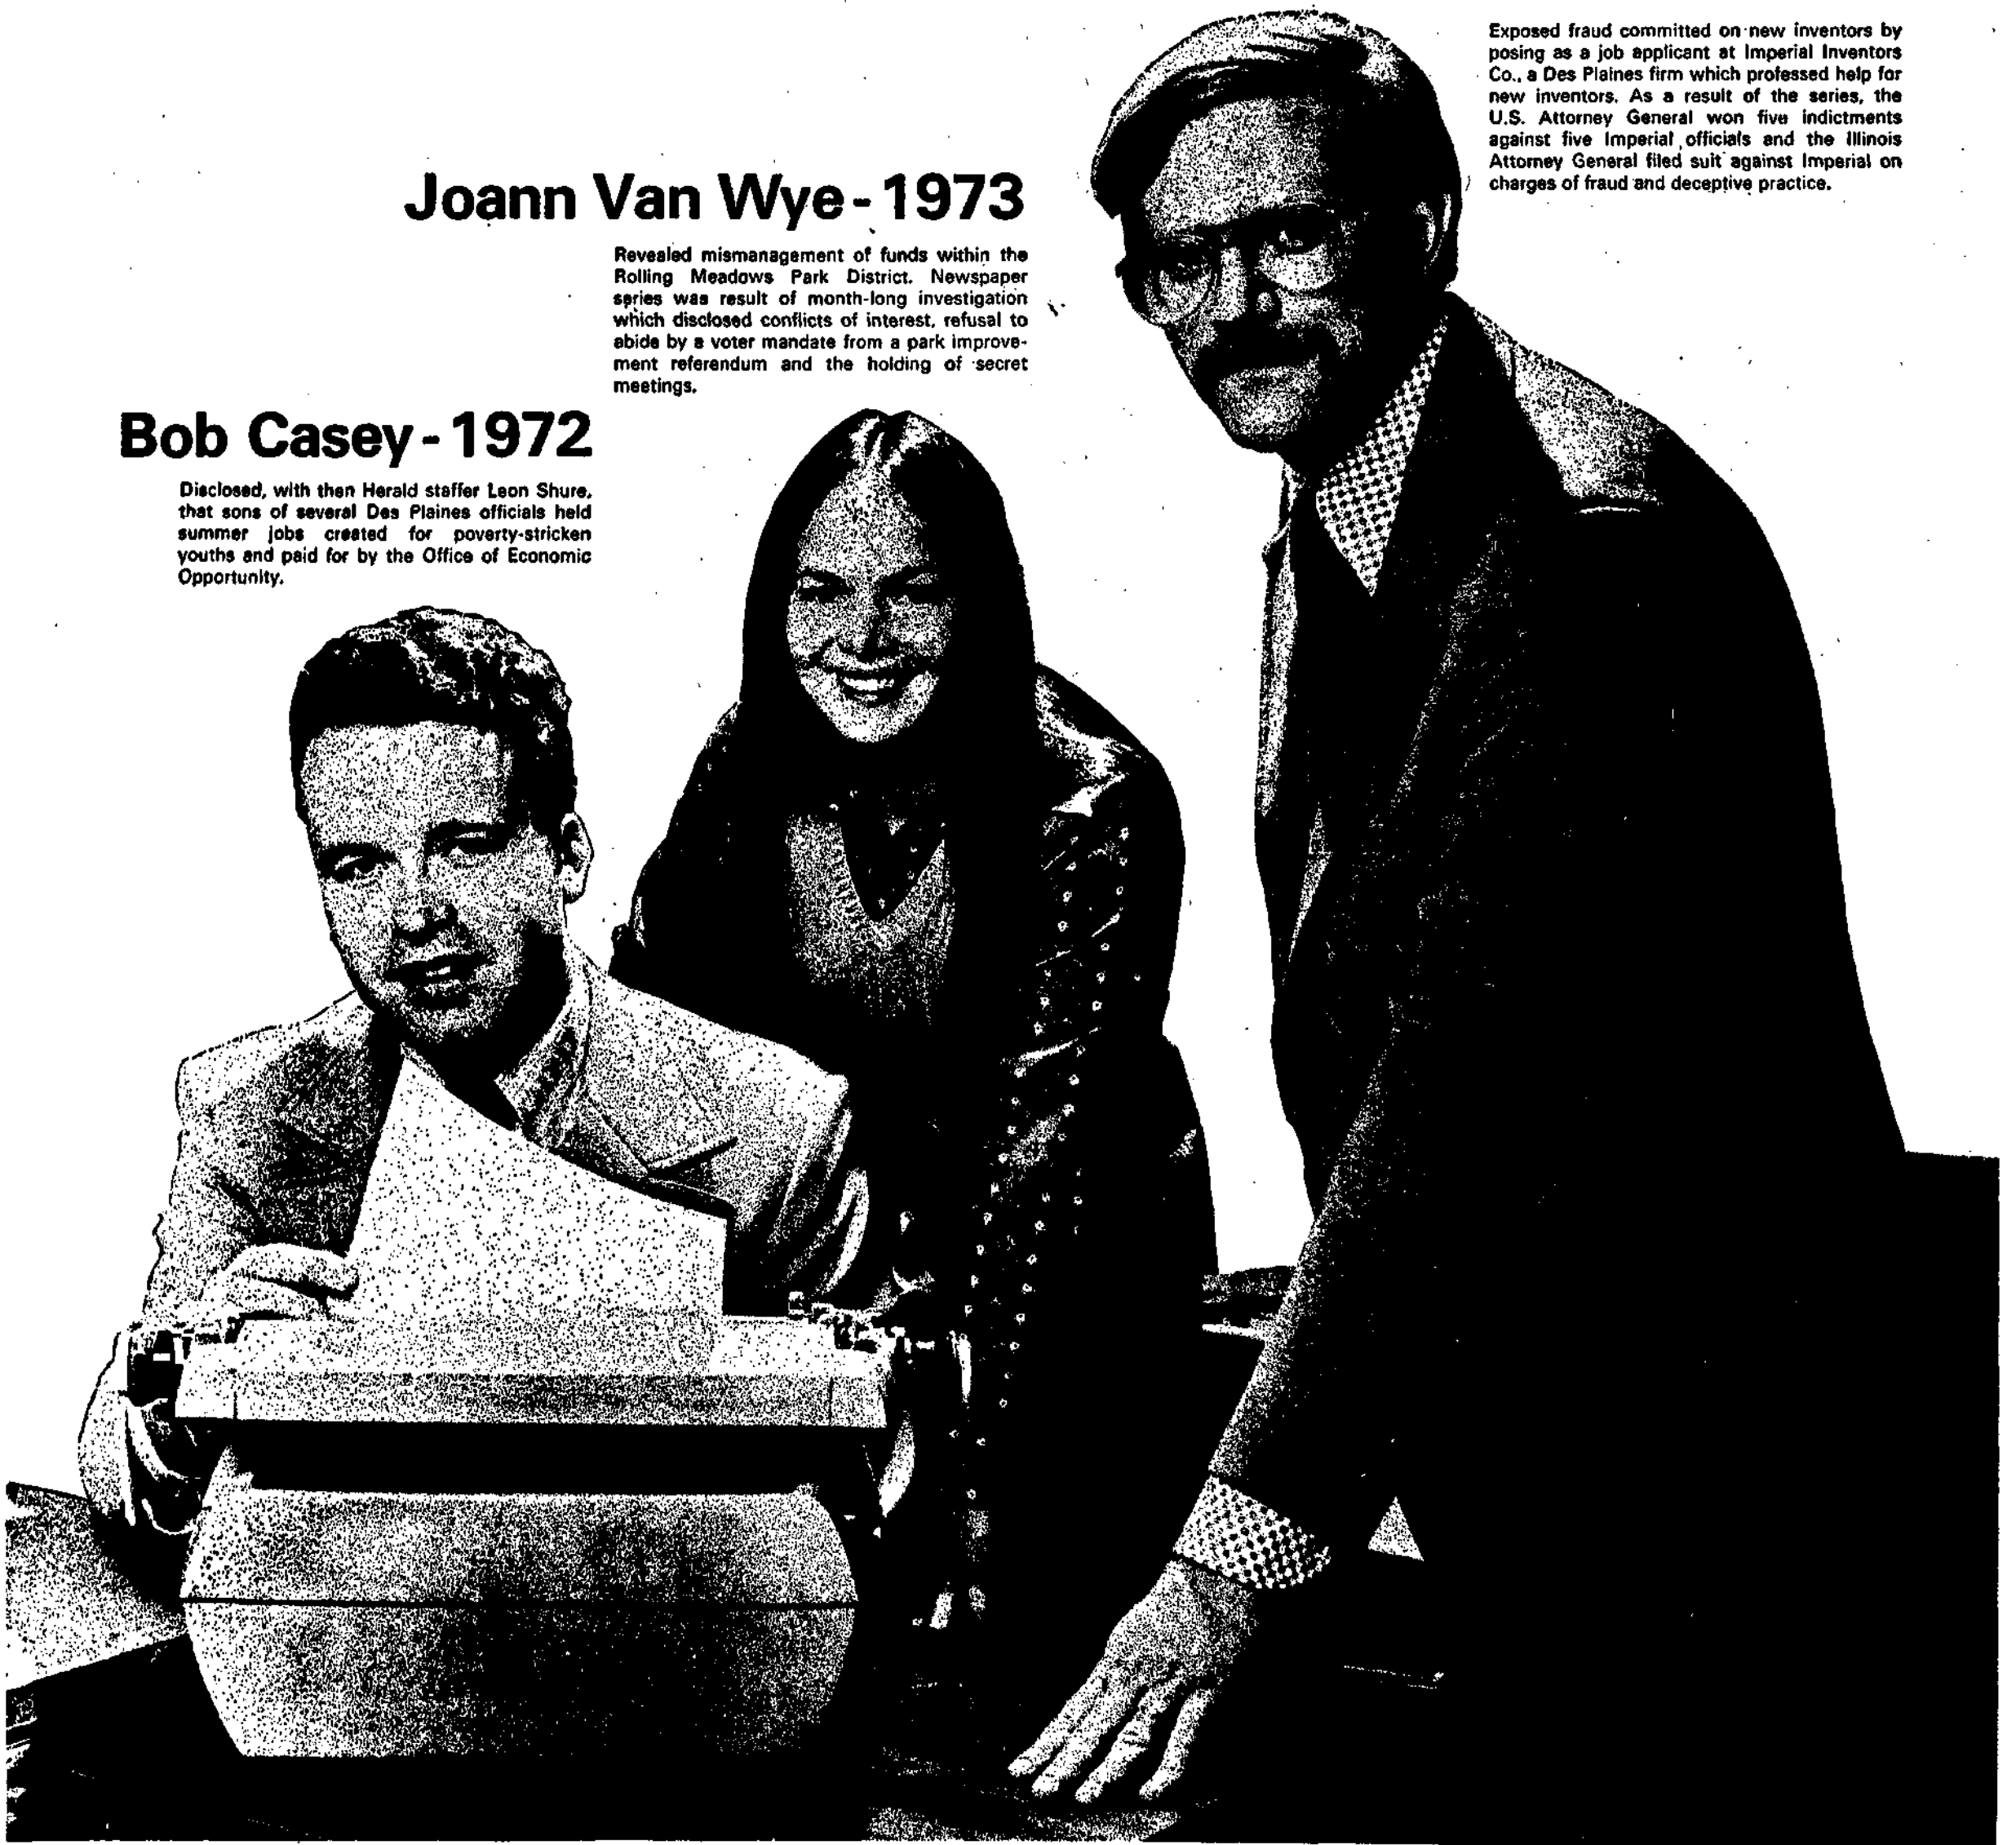 Exposed fraud committed on new inventors by
posing as a job applicant at Imperial Inventors
Co., a Des Plaines firm which professed help for
new inventors. As a result of the series, the
U.S. Attorney General won five indictments
against five Imperial officials and the Illinois
Attorney General filed suit against Imperial on
charges of fraud and deceptive practice.
Joann Van Wye - 1973
Revealed mismanagement of funds within the
Rolling Meadows Park District. Newspaper
series was result of month-long investigation
which disclosed conflicts of interest, refusal to
abide by a voter mandate from a park improve-
ment referendum and the holding of secret
meetings.
Bob Casey - 1972
Disclosed, with then Herald staffer Leon Shure,
that sons of several Des Plaines officials held
summer jobs created for poverty-stricken
youths and paid for by the Office of Economic
Opportunity.